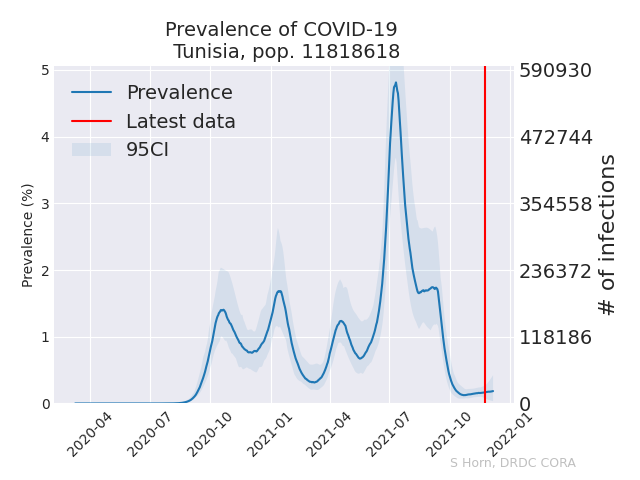 Prevalence of COVID-19
Tunisia, pop. 11818618
Prevalence
Latest data
95CI
Prevalence (%)
5
4
3
2
1
0
590930
472744
354558
236372
118186
0
# of infections
2020-04
2020-07
2020-10
2021-01
2021-04
2021-07
2021-10
2022-01
S Horn, DRDC CORA